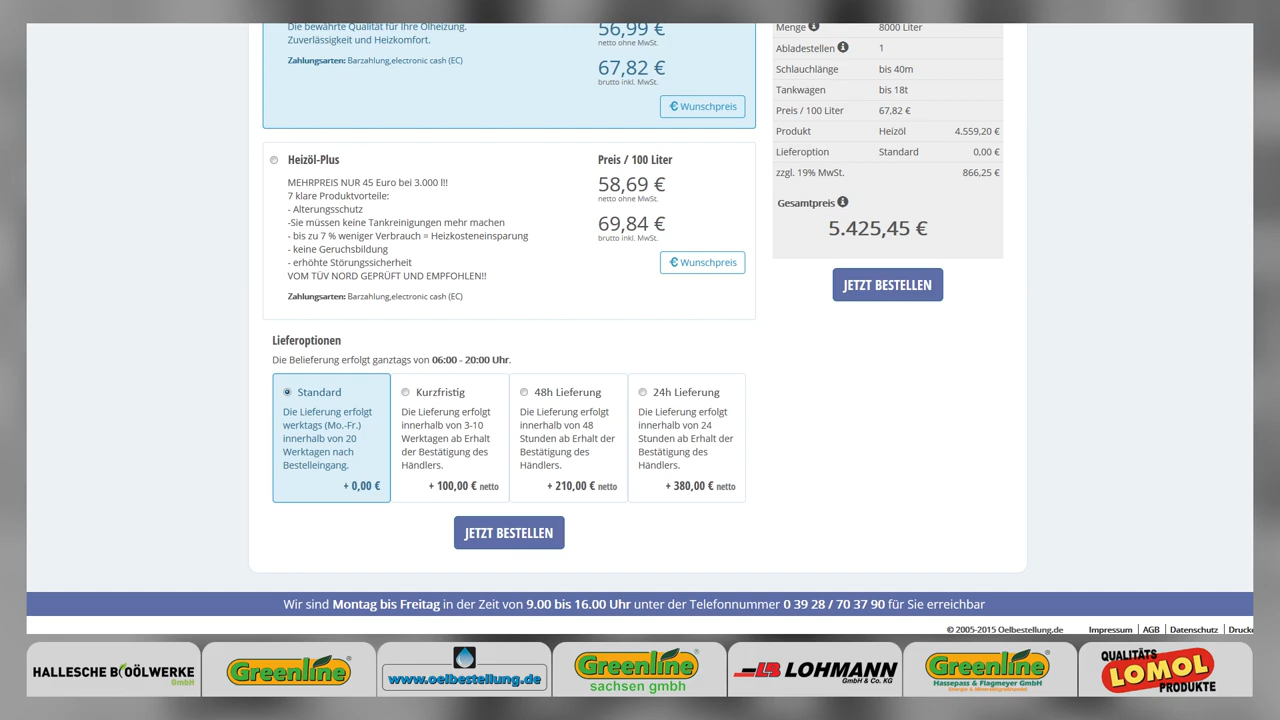 Die bewährte Qualität für Ihre Ölheizung.
Zuverlässigkeit und Heizkomfort.
Zahlungsarten: Barzahlung,electronic cash (EC)
56,99 €
netto ohne MwSt.
67,82 €
brutto inkl. MwSt.
€ Wunschpreis
Heizöl-Plus
MEHRPREIS NUR 45 Euro bei 3.000 l!!
7 klare Produktvorteile:
- Alterungsschutz
-Sie müssen keine Tankreinigungen mehr machen
- bis zu 7 % weniger Verbrauch = Heizkosteneinsparung
- keine Geruchsbildung
- erhöhte Störungssicherheit
VOM TÜV NORD GEPRÜFT UND EMPFOHLEN!!
Zahlungsarten: Barzahlung,electronic cash (EC)
Preis / 100 Liter
58,69 €
netto ohne MwSt.
69,84 €
brutto inkl. MwSt.
€ Wunschpreis
Lieferoptionen
Die Belieferung erfolgt ganztags von 06:00 - 20:00 Uhr.
Standard
Die Lieferung erfolgt
werktags (Mo.-Fr.)
innerhalb von 20
Werktagen nach
Bestelleingang.
+ 0,00 €
Kurzfristig
Die Lieferung erfolgt
innerhalb von 3-10
Werktagen ab Erhalt
der Bestätigung des
Händlers.
+ 100,00 € netto
48h Lieferung
Die Lieferung erfolgt
innerhalb von 48
Stunden ab Erhalt der
Bestätigung des
Händlers.
+ 210,00 € netto
24h Lieferung
Die Lieferung erfolgt
innerhalb von 24
Stunden ab Erhalt der
Bestätigung des
Händlers.
+ 380,00 € netto
JETZT BESTELLEN
Menge 8000 Liter
Abladestellen 1
Schlauchlänge bis 40m
Tankwagen bis 18t
Preis / 100 Liter 67,82 €
Produkt Heizöl 4.559,20 €
Lieferoption Standard 0,00 €
zzgl. 19% MwSt. 866,25 €
Gesamtpreis
5.425,45 €
JETZT BESTELLEN
Wir sind Montag bis Freitag in der Zeit von 9.00 bis 16.00 Uhr unter der Telefonnummer 0 39 28 / 70 37 90 für Sie erreichbar
© 2005-2015 Oelbestellung.de Impressum AGB Datenschutz Drucke
HALLESCHE BIOÖLWERKE
GmbH
Greenline
www.oelbestellung.de
Greenline
sachsen gmbh
LB LOHMANN
GmbH & Co. KG
Greenline
Hassepass & Flagmeyer GmbH
Energie & Mineralölgroßhandel
QUALITÄTS
LOMOL
PRODUKTE